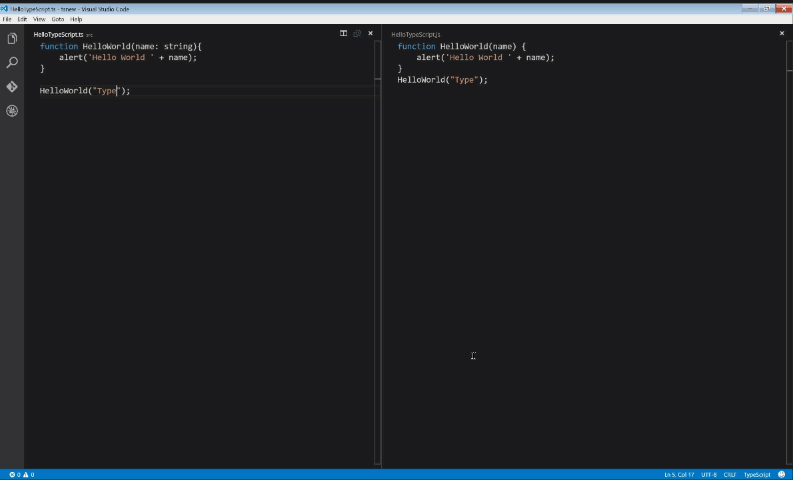 HelloTypeScript.ts - tsnew - Visual Studio Code
File Edit View Goto Help
HelloTypeScript.ts src
function HelloWorld(name: string){
alert('Hello World ' + name);
}
HelloWorld("Type");
HelloTypeScript.js
function HelloWorld(name) {
alert('Hello World ' + name);
}
HelloWorld("Type");
0 0
Ln 5, Col 17 UTF-8 CRLF TypeScript